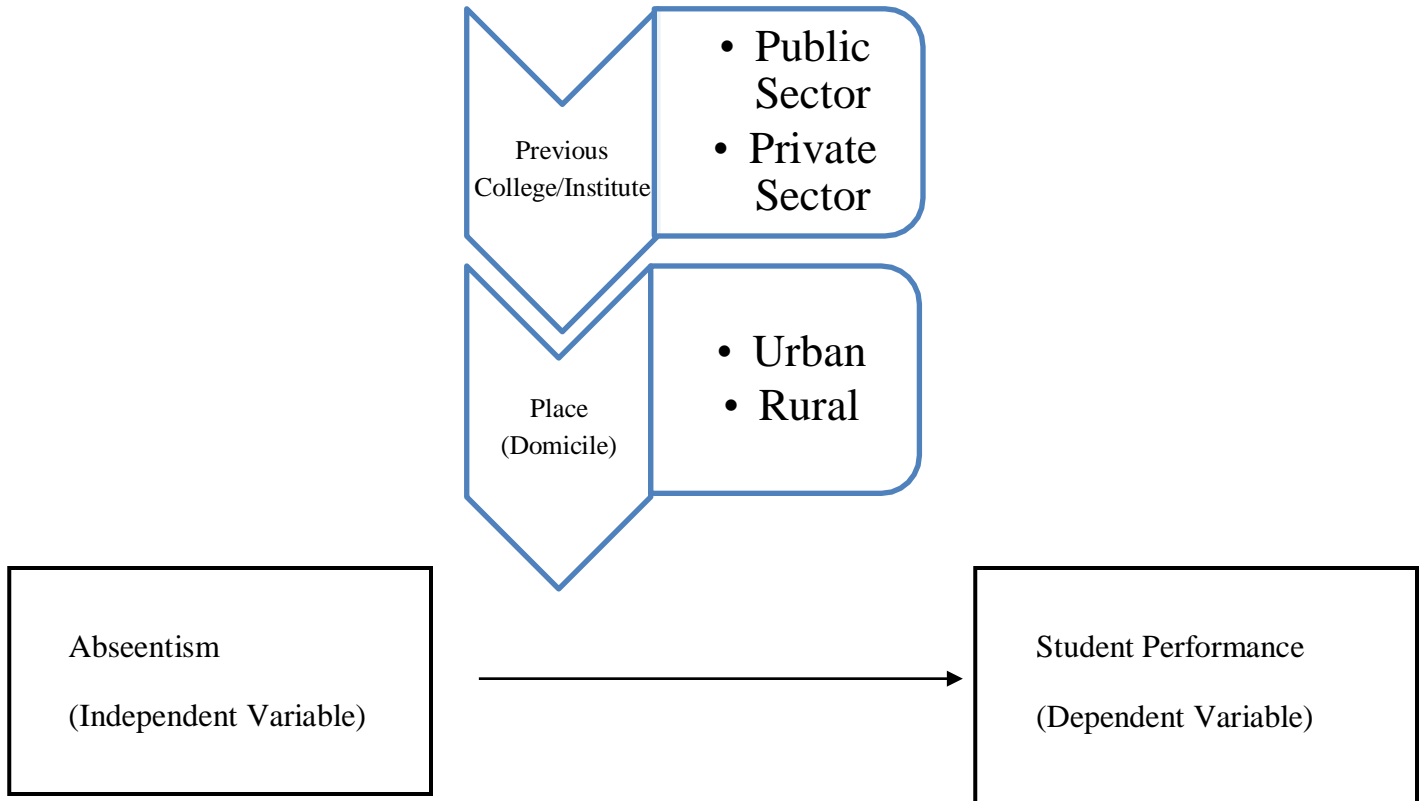 • Public
Sector
• Private
Sector
Previous
College/Institute
• Urban
• Rural
Place
(Domicile)
Abseentism
(Independent Variable)
Student Performance
(Dependent Variable)